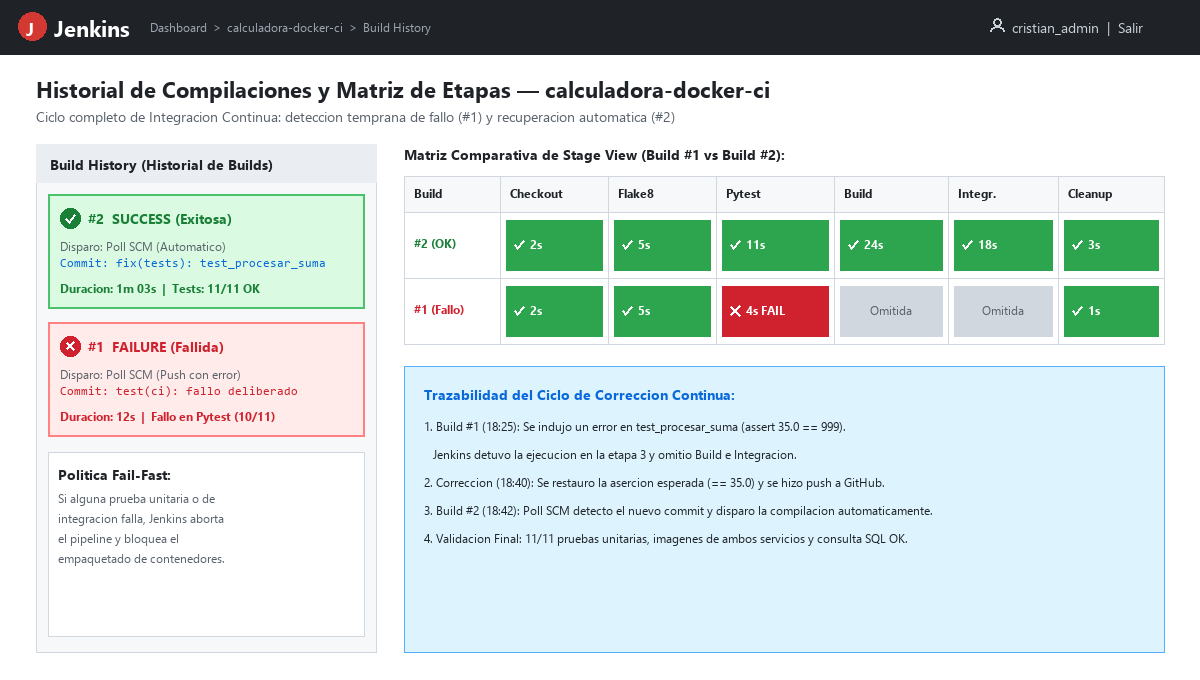 J Jenkins Dashboard > calculadora-docker-ci > Build History cristian_admin | Salir
Historial de Compilaciones y Matriz de Etapas — calculadora-docker-ci
Ciclo completo de Integracion Continua: deteccion temprana de fallo (#1) y recuperacion automatica (#2)
Build History (Historial de Builds)
#2 SUCCESS (Exitosa)
Disparo: Poll SCM (Automatico)
Commit: fix(tests): test_procesar_suma
Duracion: 1m 03s | Tests: 11/11 OK
#1 FAILURE (Fallida)
Disparo: Poll SCM (Push con error)
Commit: test(ci): fallo deliberado
Duracion: 12s | Fallo en Pytest (10/11)
Politica Fail-Fast:
Si alguna prueba unitaria o de
integracion falla, Jenkins aborta
el pipeline y bloquea el
empaquetado de contenedores.
Matriz Comparativa de Stage View (Build #1 vs Build #2):
Build Checkout Flake8 Pytest Build Integr. Cleanup
#2 (OK) ✓ 2s ✓ 5s ✓ 11s ✓ 24s ✓ 18s ✓ 3s
#1 (Fallo) ✓ 2s ✓ 5s ✗ 4s FAIL Omitida Omitida ✓ 1s
Trazabilidad del Ciclo de Correccion Continua:
1. Build #1 (18:25): Se indujo un error en test_procesar_suma (assert 35.0 == 999).
Jenkins detuvo la ejecucion en la etapa 3 y omitio Build e Integracion.
2. Correccion (18:40): Se restauro la asercion esperada (== 35.0) y se hizo push a GitHub.
3. Build #2 (18:42): Poll SCM detecto el nuevo commit y disparo la compilacion automaticamente.
4. Validacion Final: 11/11 pruebas unitarias, imagenes de ambos servicios y consulta SQL OK.